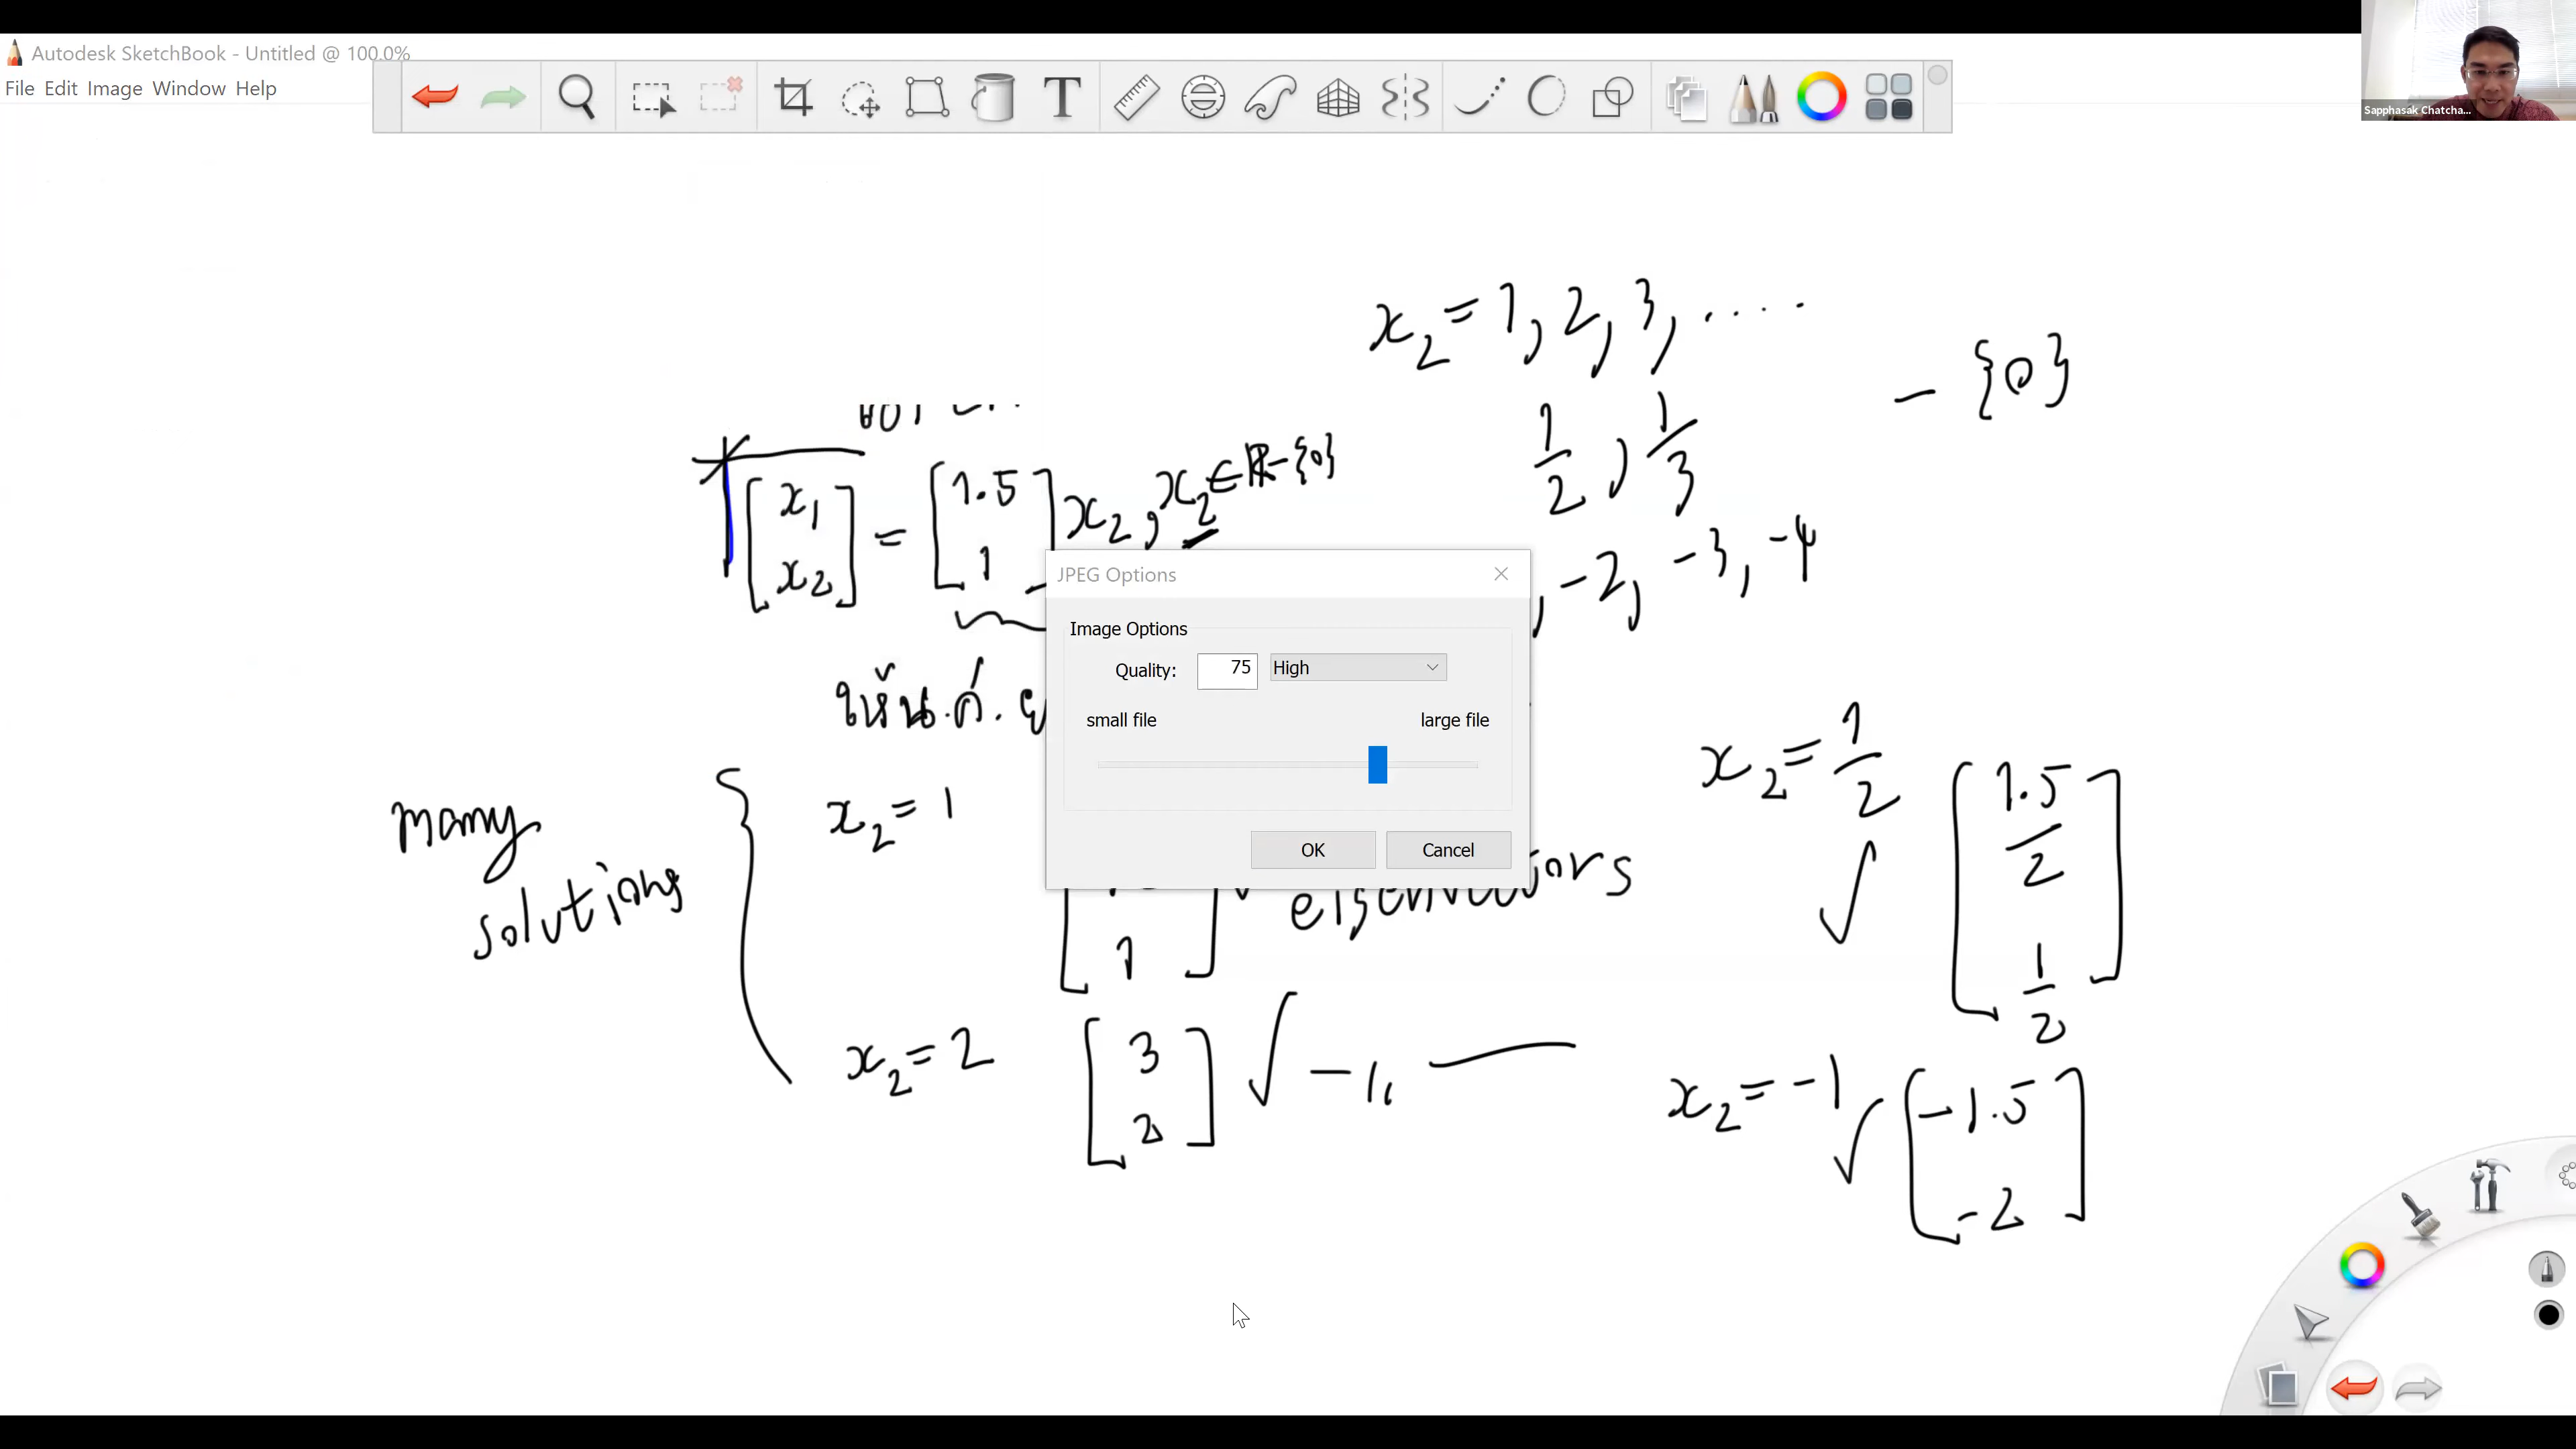 Autodesk SketchBook - Untitled @ 100.0%
File Edit Image Window Help
Sapphasak Chatcha...
x₂ = 1, 2, 3, ....
1/2, 1/3
- {0}
, -2, -3, -4
[x₁ x₂] = [1.5 1] x₂, x₂ ∈ ℝ - {0}
JPEG Options
Image Options
Quality: 75 High
small file large file
OK Cancel
many
solutions
x₂ = 1
1
eigenvectors
x₂ = 2 [3 2] √ — 11 —
x₂ = 1/2 √ [1.5/2 1/2]
x₂ = -1 √ [-1.5 -2]